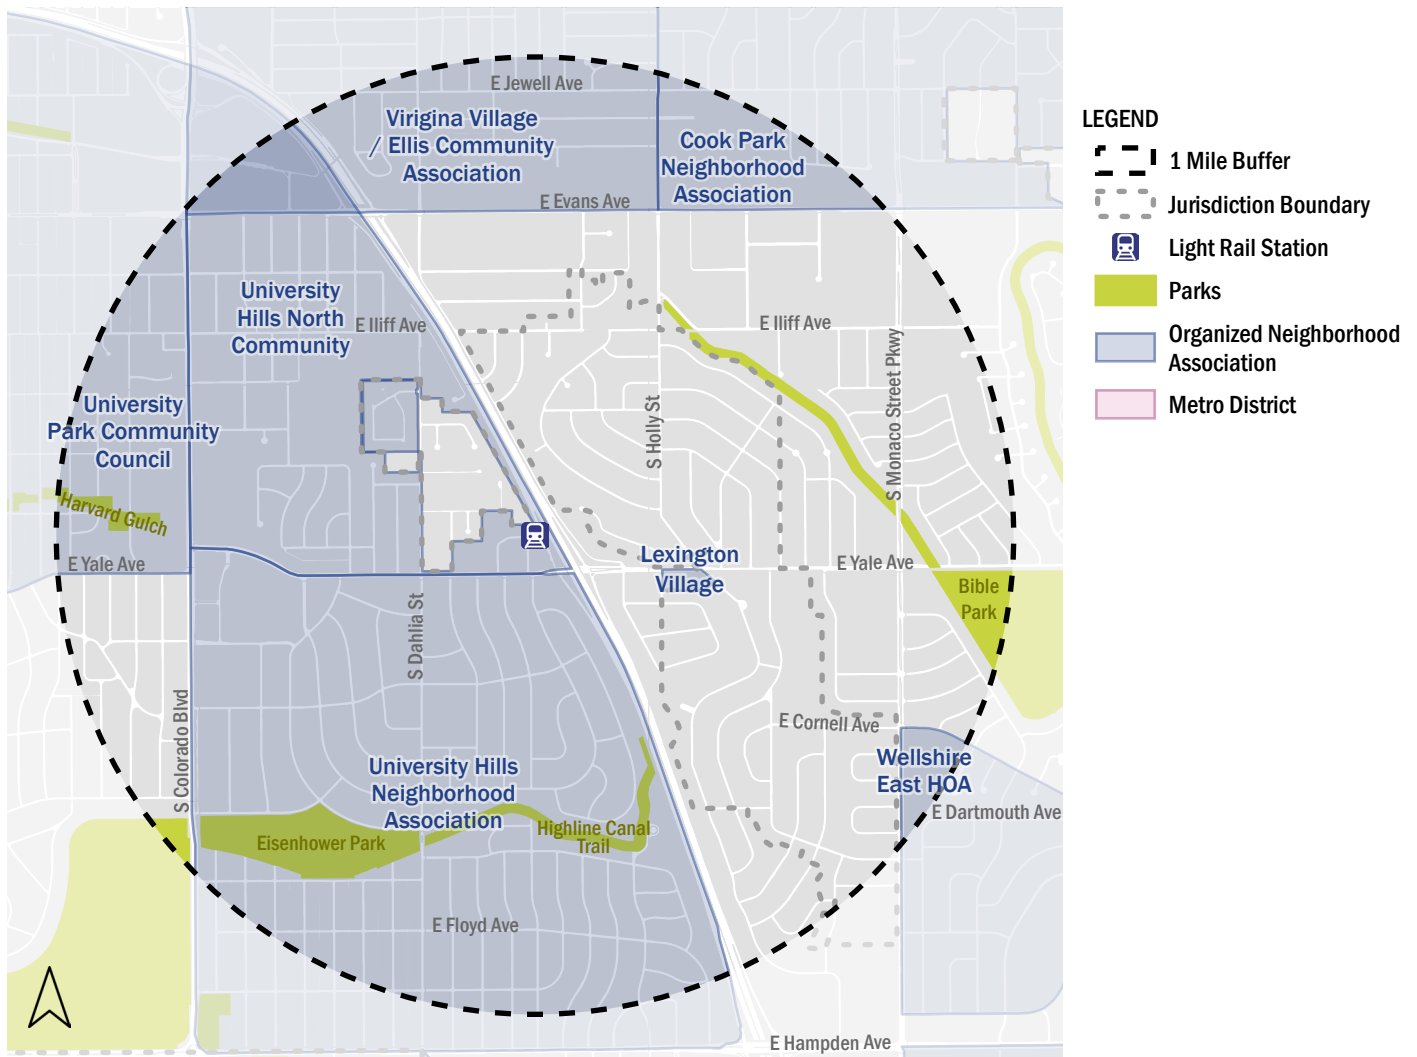 E Jewell Ave
Virigina Village
/ Ellis Community
Association
Cook Park
Neighborhood
Association
E Evans Ave
University
Hills North
Community
E Iliff Ave
E Iliff Ave
University
Park Community
Council
S Holly St
S Monaco Street Pkwy
Harvard Gulch
E Yale Ave
Lexington
Village
E Yale Ave
Bible
Park
S Dahlia St
S Colorado Blvd
E Cornell Ave
University Hills
Neighborhood
Association
Wellshire
East HOA
E Dartmouth Ave
Eisenhower Park
Highline Canal
Trail
E Floyd Ave
E Hampden Ave
LEGEND
1 Mile Buffer
Jurisdiction Boundary
Light Rail Station
Parks
Organized Neighborhood
Association
Metro District